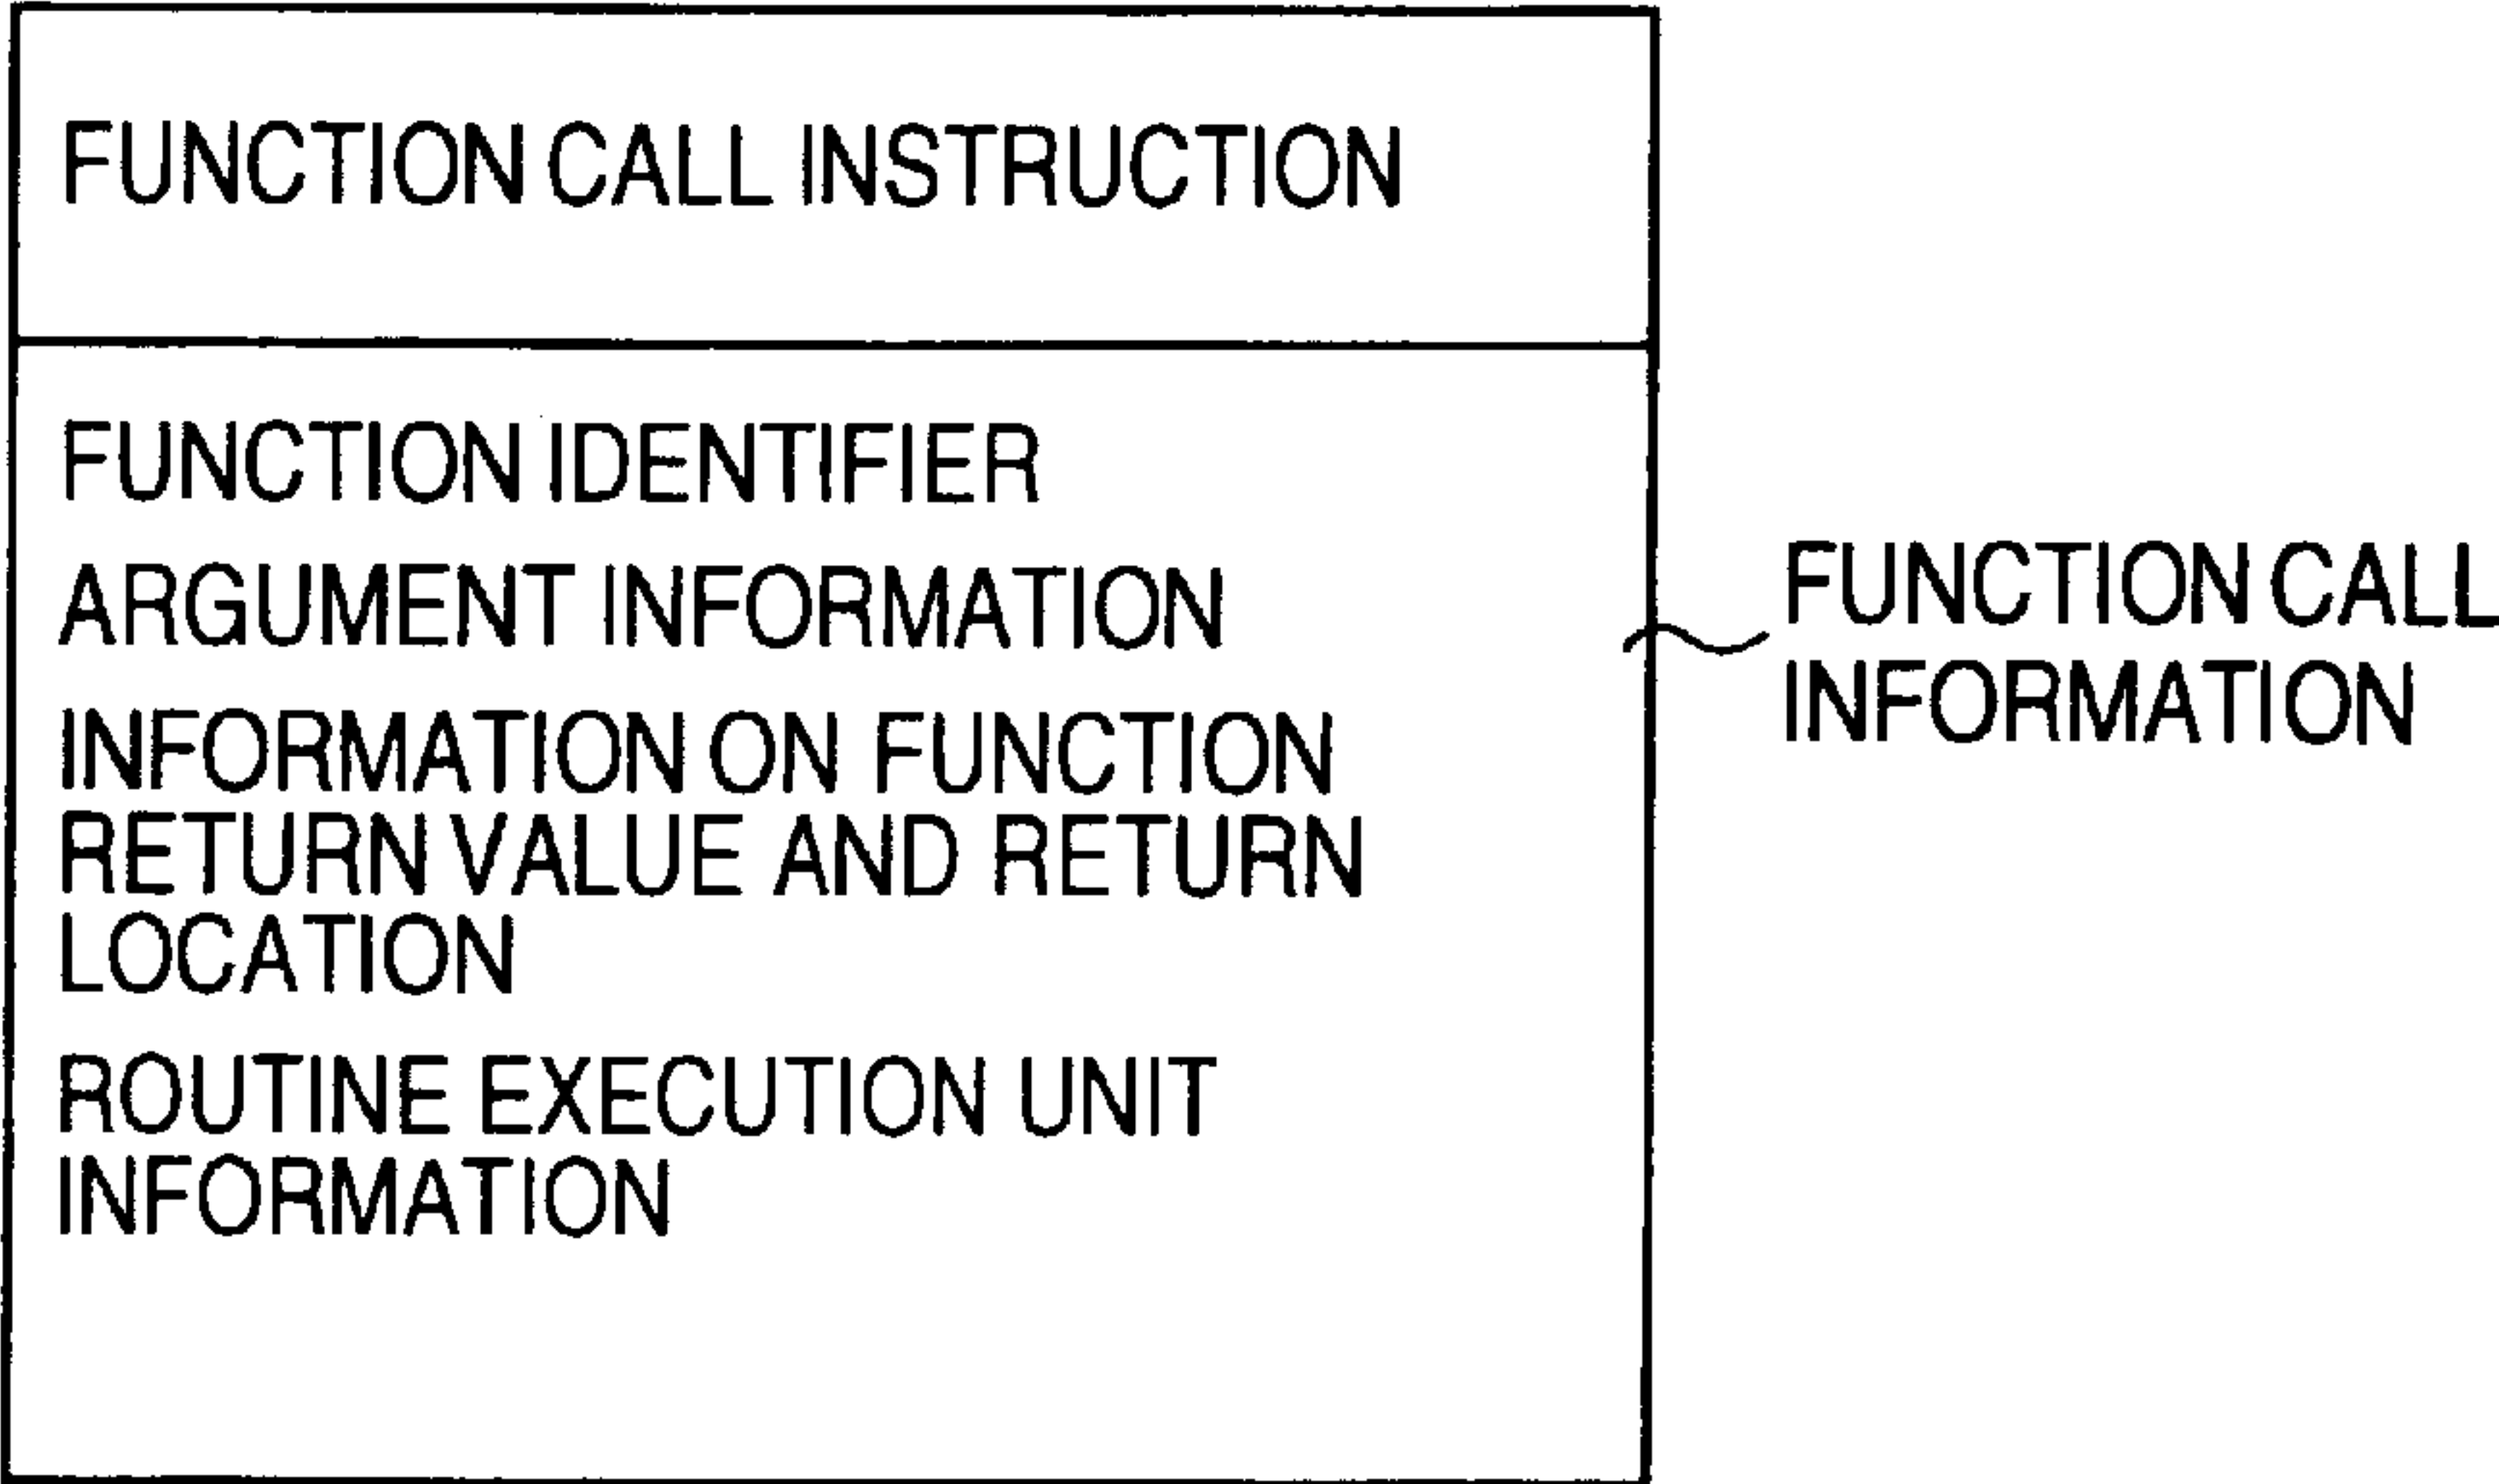 FUNCTION CALL INSTRUCTION
FUNCTION IDENTIFIER
ARGUMENT INFORMATION
INFORMATION ON FUNCTION
RETURN VALUE AND RETURN
LOCATION
ROUTINE EXECUTION UNIT
INFORMATION
FUNCTION CALL
INFORMATION